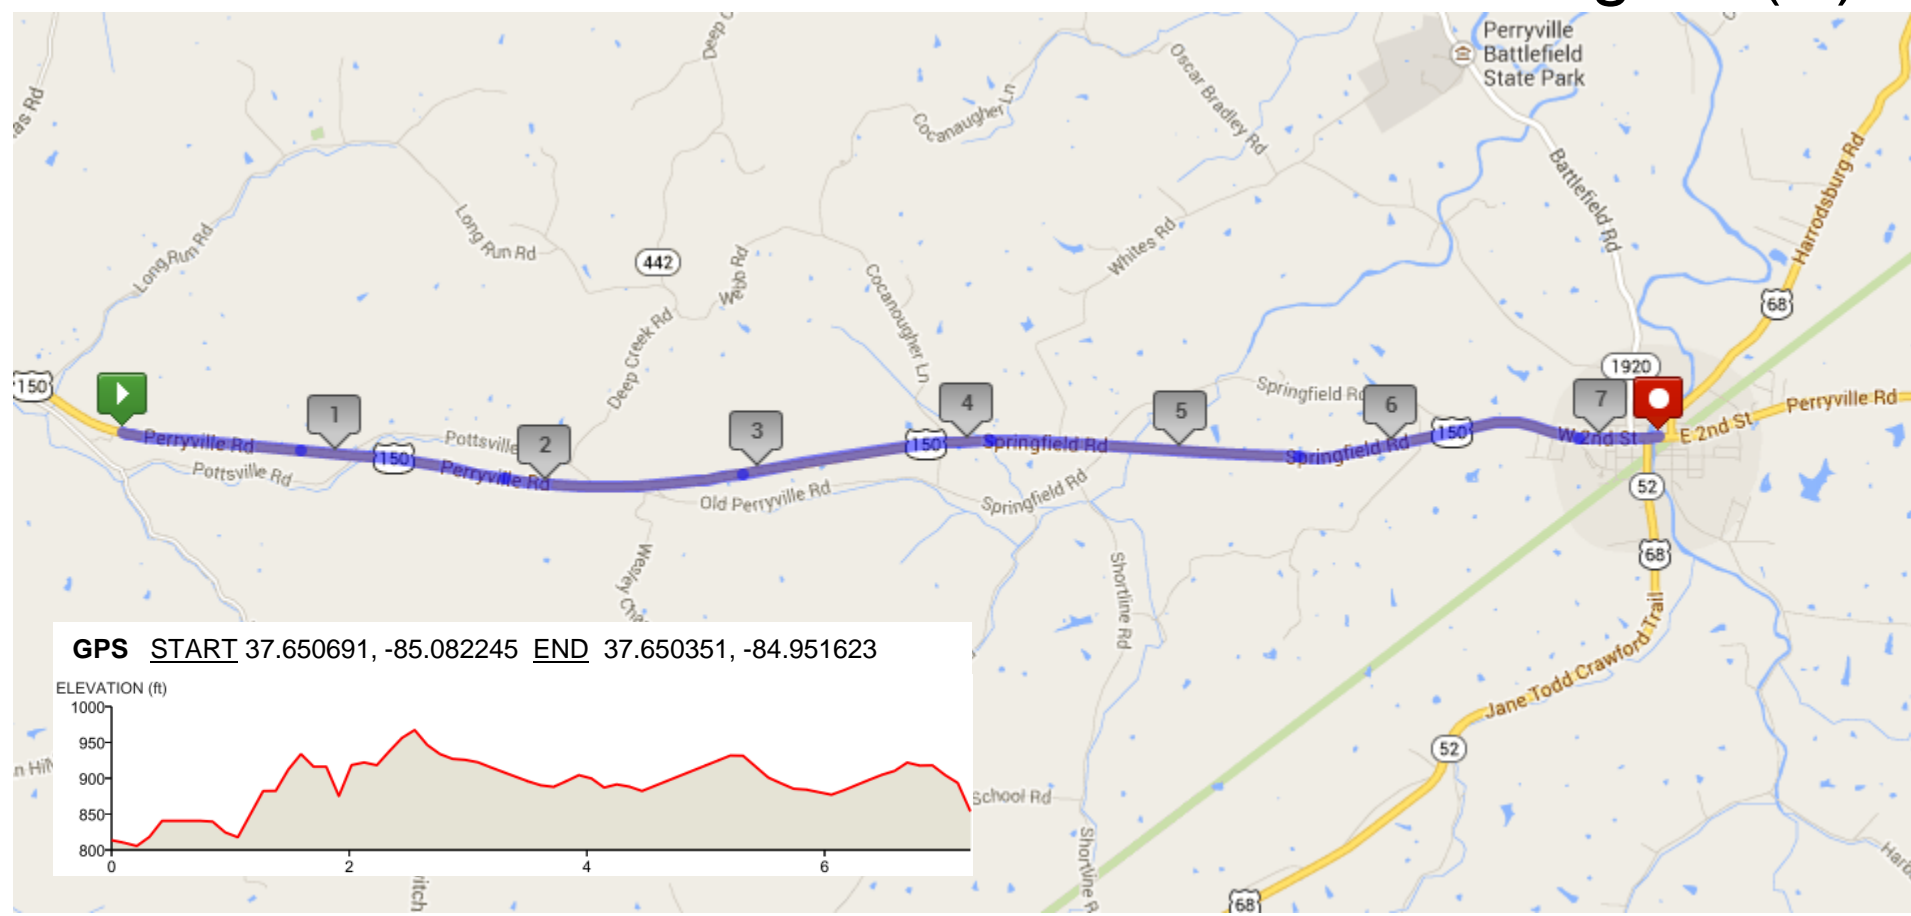 Perryville
Battlefield
State Park
Oscar Bradley Rd
Cocanaugher Ln
Battlefield Rd
Harrodsburg Rd
Long Run Rd
Long Run Rd
442
Webb Rd
Whites Rd
Cocanougher Ln
Deep Creek Rd
68
1920
150
1
2
3
4
5
6
7
Springfield Rd
Perryville Rd
Pottsville
150
Perryville Rd
150
Springfield Rd
Springfield Rd
150
W 2nd St
E 2nd St
Perryville Rd
Pottsville Rd
Old Perryville Rd
Springfield Rd
52
68
Shortline Rd
Jane Todd Crawford Trail
52
School Rd
68
GPS START 37.650691, -85.082245 END 37.650351, -84.951623
ELEVATION (ft)
1000
950
900
850
800
0 2 4 6